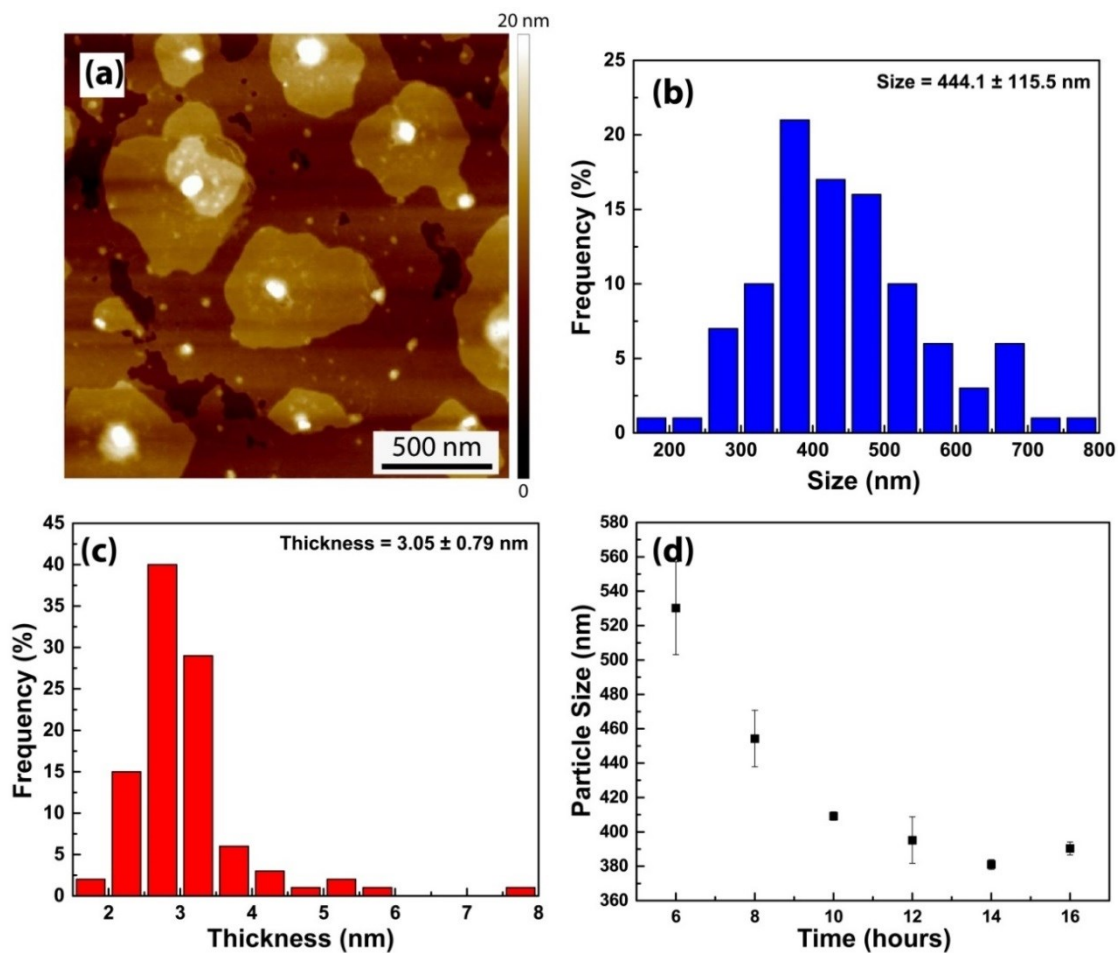 20 nm
(a)
500 nm
0
(b)
Size = 444.1 ± 115.5 nm
25
20
15
10
5
0
Frequency (%)
200 300 400 500 600 700 800
Size (nm)
(c)
Thickness = 3.05 ± 0.79 nm
45
40
35
30
25
20
15
10
5
0
Frequency (%)
2 3 4 5 6 7 8
Thickness (nm)
(d)
580
560
540
520
500
480
460
440
420
400
380
360
Particle Size (nm)
6 8 10 12 14 16
Time (hours)